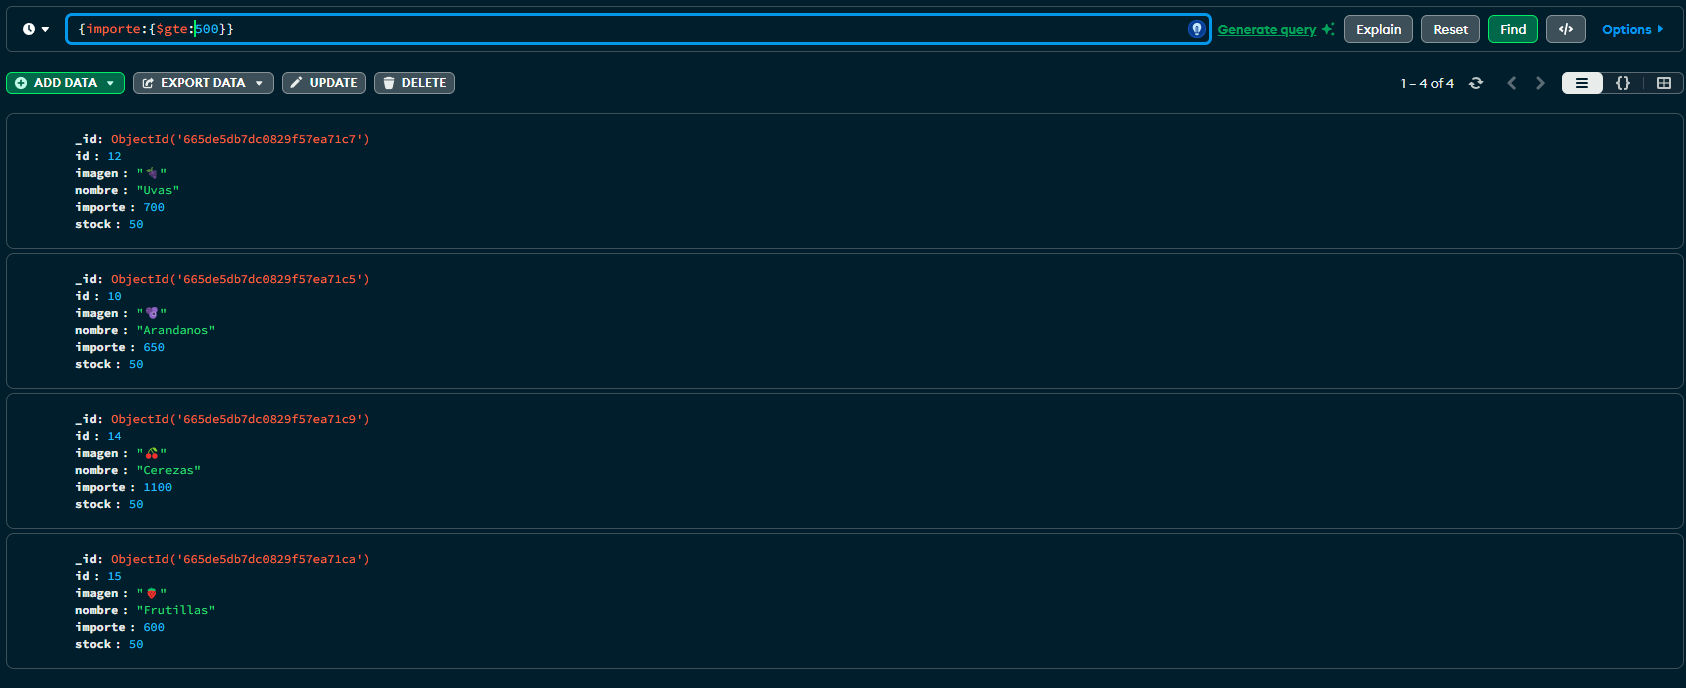 {importe:{$gte:500}}
Generate query
Explain
Reset
Find
</>
Options
ADD DATA
EXPORT DATA
UPDATE
DELETE
1 – 4 of 4
{}
_id: ObjectId('665de5db7dc0829f57ea71c7')
id : 12
imagen : "🍇"
nombre : "Uvas"
importe : 700
stock : 50
_id: ObjectId('665de5db7dc0829f57ea71c5')
id : 10
imagen : "🫐"
nombre : "Arandanos"
importe : 650
stock : 50
_id: ObjectId('665de5db7dc0829f57ea71c9')
id : 14
imagen : "🍒"
nombre : "Cerezas"
importe : 1100
stock : 50
_id: ObjectId('665de5db7dc0829f57ea71ca')
id : 15
imagen : "🍓"
nombre : "Frutillas"
importe : 600
stock : 50